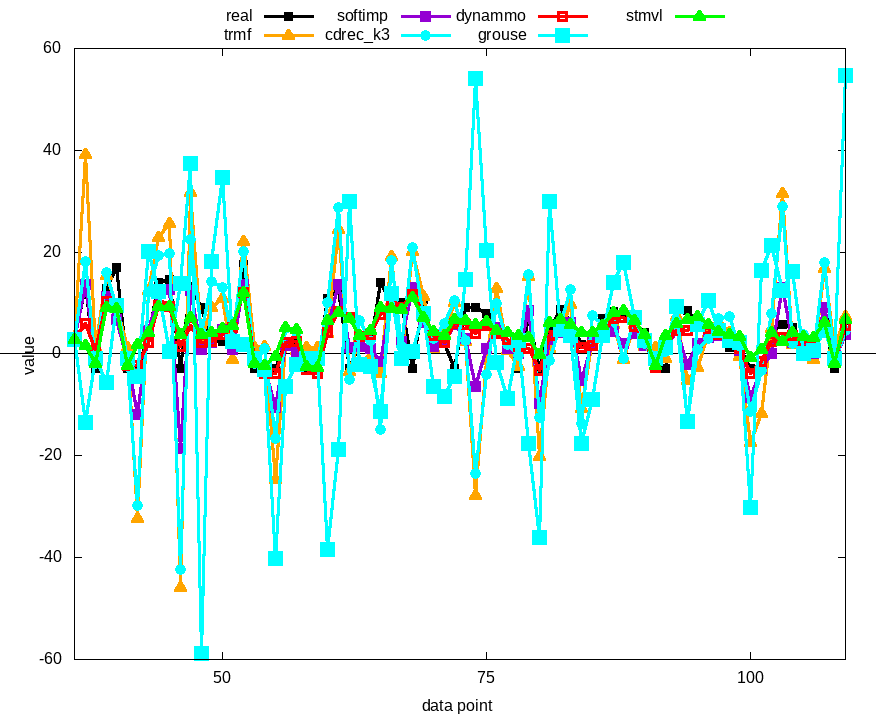 real softimp dynammo stmvl
trmf cdrec_k3 grouse
60
40
20
0
-20
-40
-60
value
50 75 100
data point